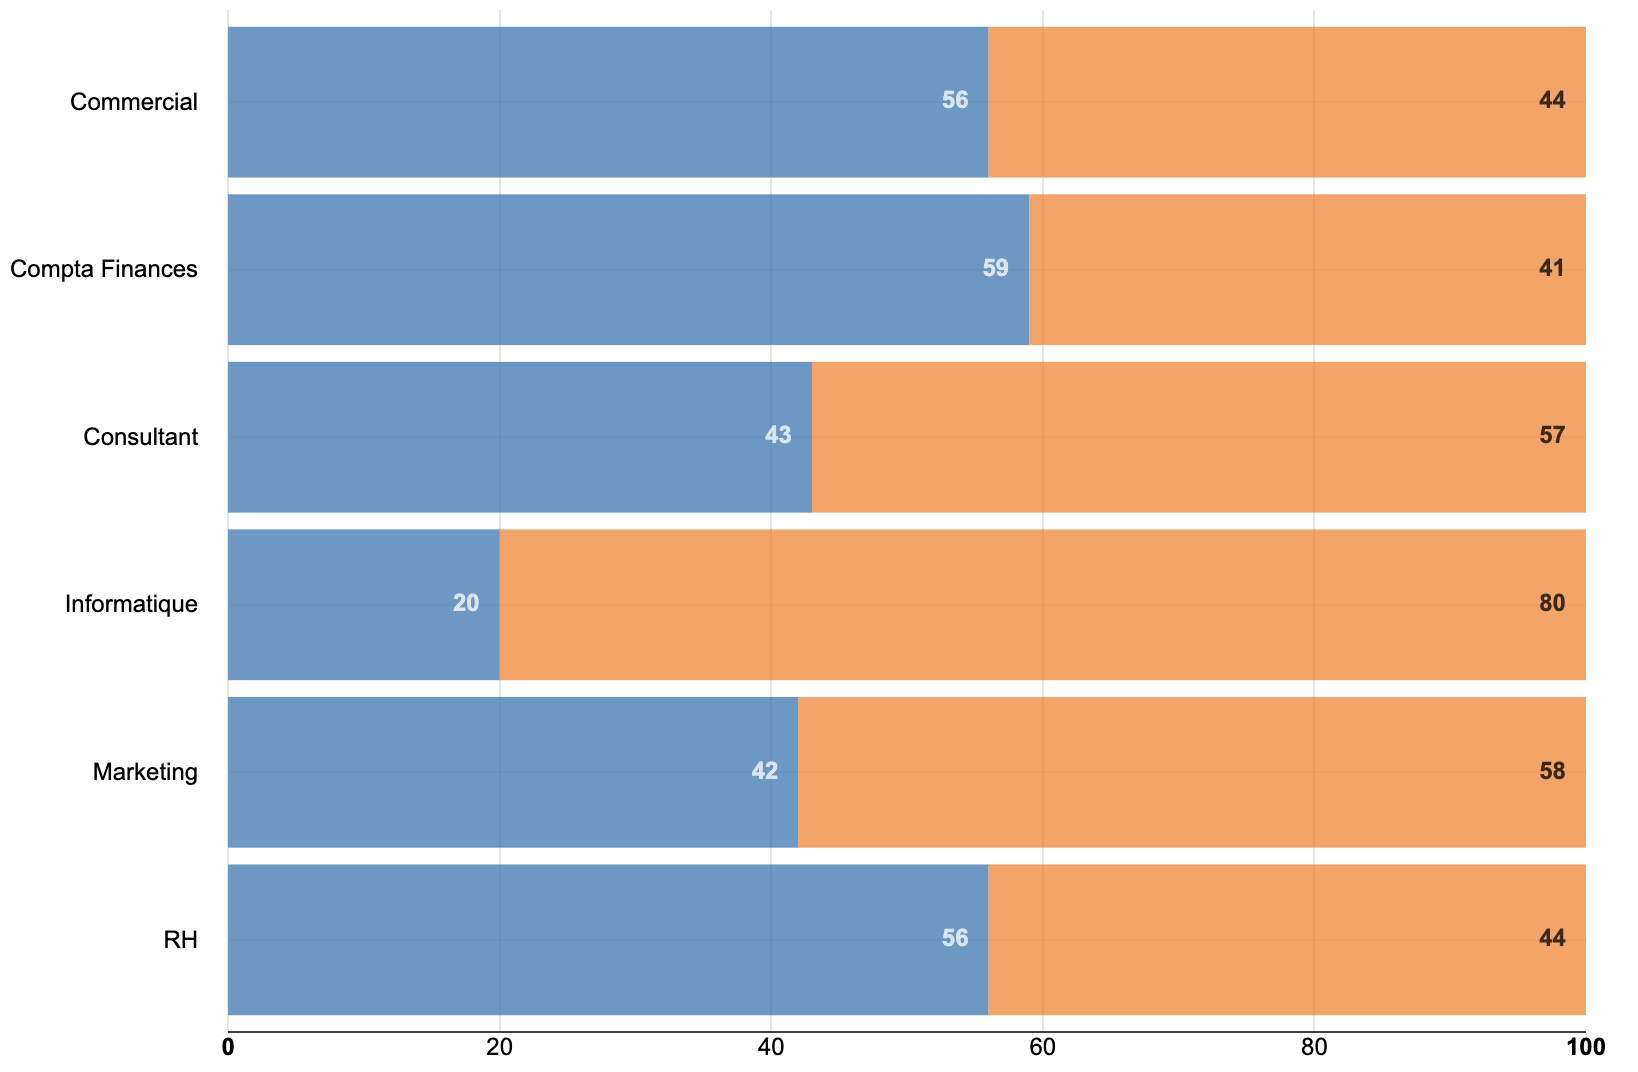 Commercial 56 44
Compta Finances 59 41
Consultant 43 57
Informatique 20 80
Marketing 42 58
RH 56 44
0 20 40 60 80 100